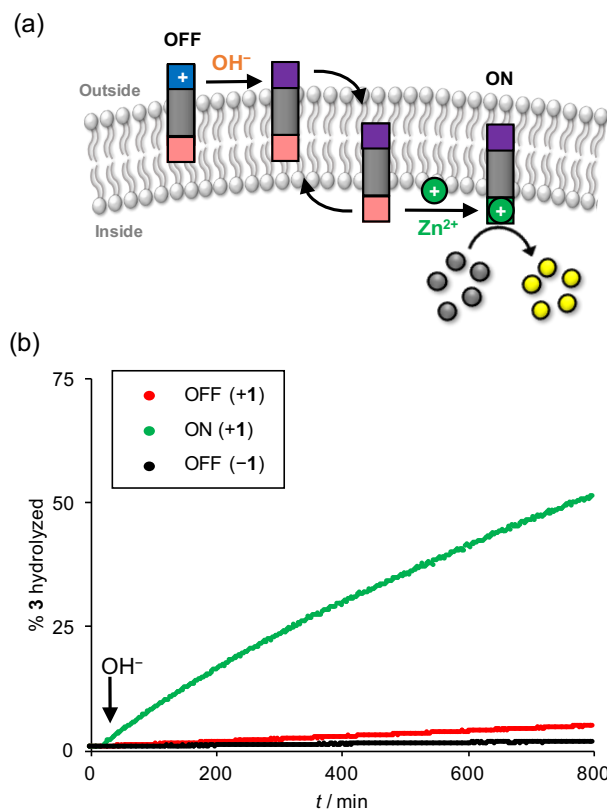 (a)
OFF
OH⁻
ON
Outside
+
+
Inside
Zn²⁺
+
(b)
75
OFF (+1)
ON (+1)
OFF (−1)
50
% 3 hydrolyzed
25
OH⁻
0
0 200 400 600 800
t / min